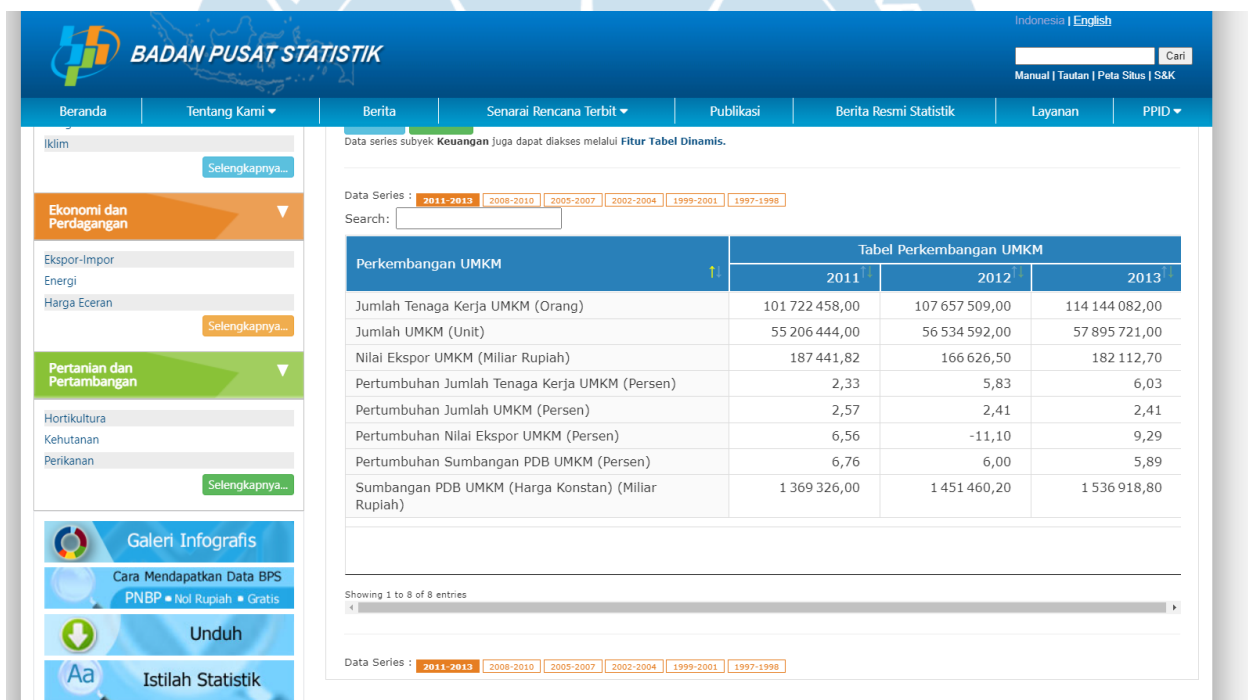 Indonesia | English
BADAN PUSAT STATISTIK
Cari
Manual | Tautan | Peta Situs | S&K
Beranda Tentang Kami Berita Senarai Rencana Terbit Publikasi Berita Resmi Statistik Layanan PPID
Iklim
Selengkapnya...
Ekonomi dan
Perdagangan
Ekspor-Impor
Energi
Harga Eceran
Selengkapnya...
Pertanian dan
Pertambangan
Hortikultura
Kehutanan
Perikanan
Selengkapnya...
Galeri Infografis
Cara Mendapatkan Data BPS
PNBP Nol Rupiah Gratis
Unduh
Aa Istilah Statistik
Data series subyek Keuangan juga dapat diakses melalui Fitur Tabel Dinamis.
Data Series : 2011-2013 2008-2010 2005-2007 2002-2004 1999-2001 1997-1998
Search:
Perkembangan UMKM Tabel Perkembangan UMKM
2011 2012 2013
Jumlah Tenaga Kerja UMKM (Orang) 101 722 458,00 107 657 509,00 114 144 082,00
Jumlah UMKM (Unit) 55 206 444,00 56 534 592,00 57 895 721,00
Nilai Ekspor UMKM (Miliar Rupiah) 187 441,82 166 626,50 182 112,70
Pertumbuhan Jumlah Tenaga Kerja UMKM (Persen) 2,33 5,83 6,03
Pertumbuhan Jumlah UMKM (Persen) 2,57 2,41 2,41
Pertumbuhan Nilai Ekspor UMKM (Persen) 6,56 -11,10 9,29
Pertumbuhan Sumbangan PDB UMKM (Persen) 6,76 6,00 5,89
Sumbangan PDB UMKM (Harga Konstan) (Miliar 1 369 326,00 1 451 460,20 1 536 918,80
Rupiah)
Showing 1 to 8 of 8 entries
Data Series : 2011-2013 2008-2010 2005-2007 2002-2004 1999-2001 1997-1998